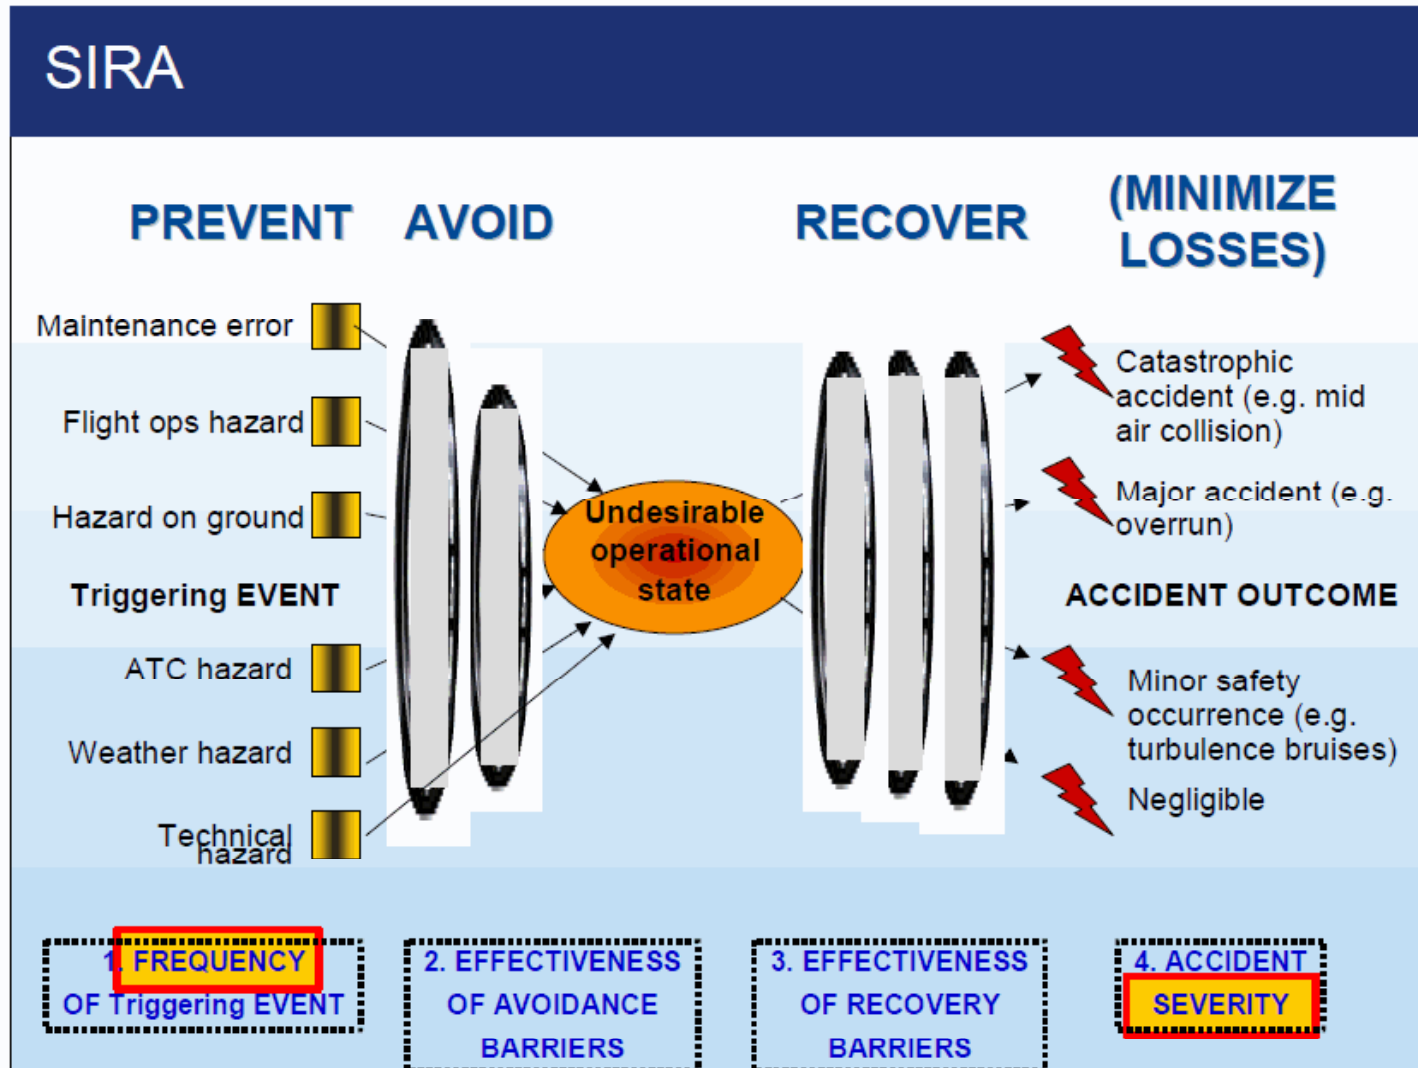 SIRA
PREVENT
AVOID
RECOVER
(MINIMIZE
LOSSES)
Maintenance error
Flight ops hazard
Hazard on ground
Triggering EVENT
ATC hazard
Weather hazard
Technical
hazard
Undesirable
operational
state
Catastrophic
accident (e.g. mid
air collision)
Major accident (e.g.
overrun)
ACCIDENT OUTCOME
Minor safety
occurrence (e.g.
turbulence bruises)
Negligible
1. FREQUENCY
OF Triggering EVENT
2. EFFECTIVENESS
OF AVOIDANCE
BARRIERS
3. EFFECTIVENESS
OF RECOVERY
BARRIERS
4. ACCIDENT
SEVERITY